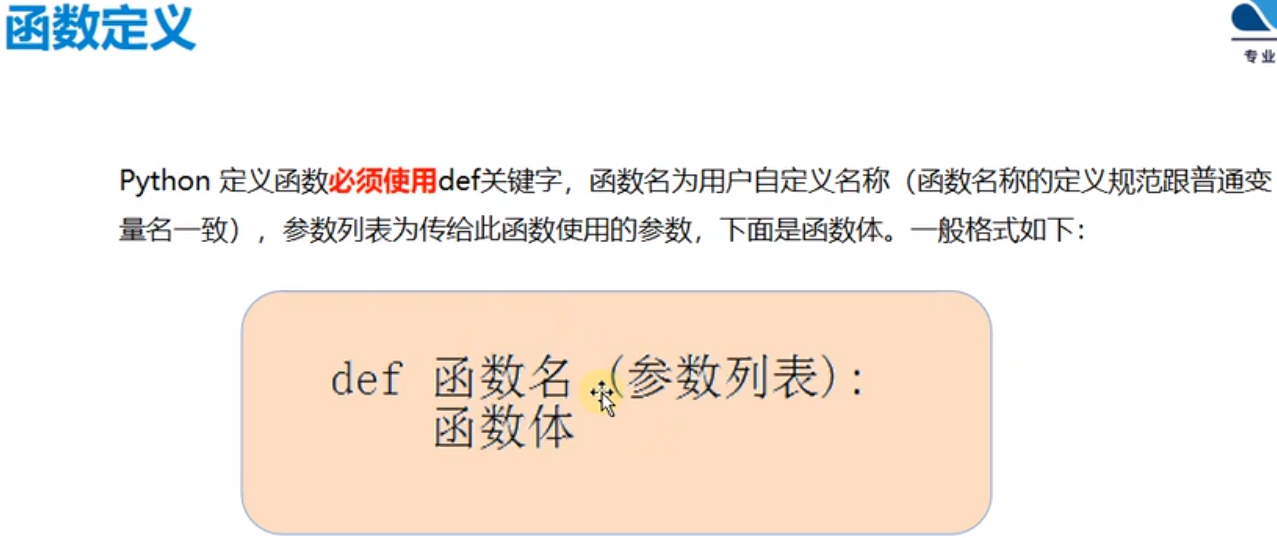 函数定义
专业
Python 定义函数必须使用def关键字，函数名为用户自定义名称（函数名称的定义规范跟普通变
量名一致），参数列表为传给此函数使用的参数，下面是函数体。一般格式如下：
def 函数名 (参数列表):
函数体